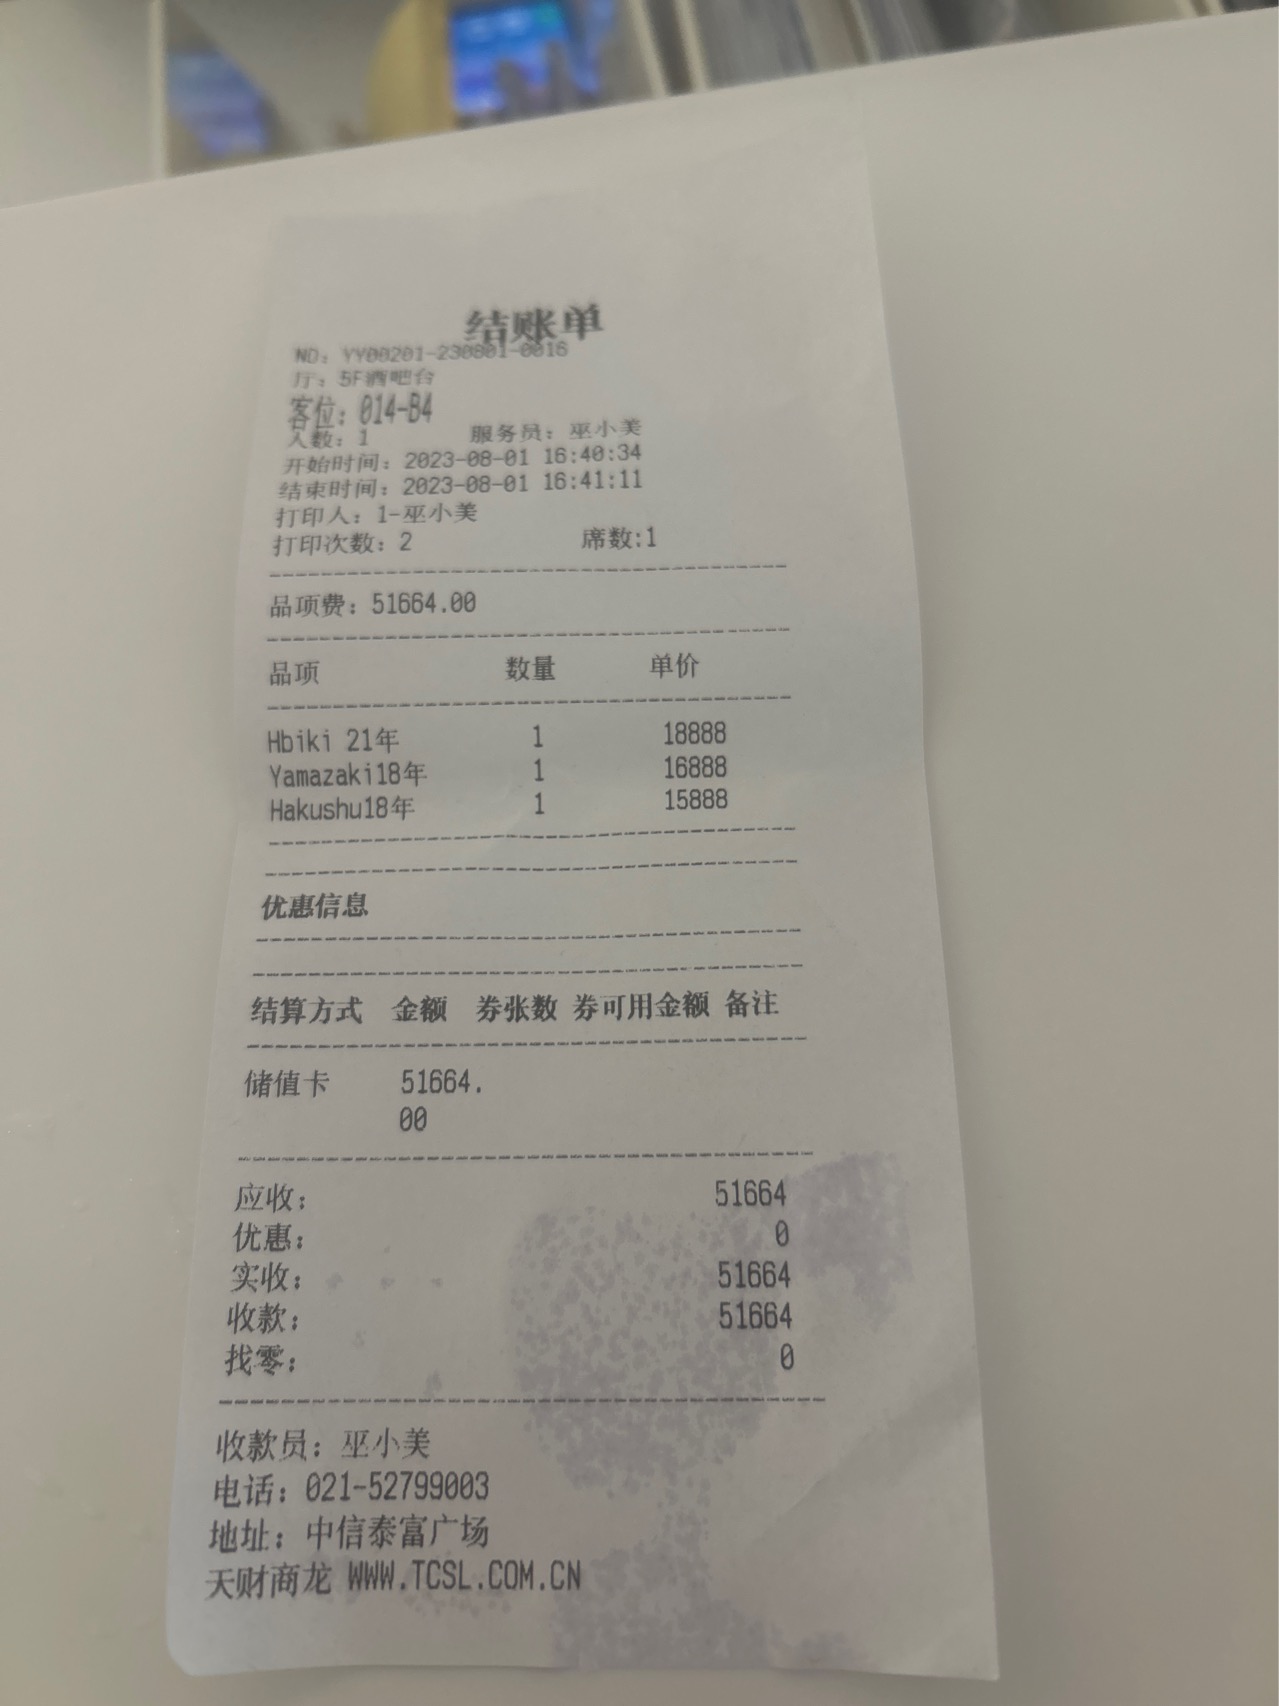 结账单
NO: YY00201-230801-0016
厅: 5F酒吧台
客位: 014-B4
人数: 1 服务员: 巫小美
开始时间: 2023-08-01 16:40:34
结束时间: 2023-08-01 16:41:11
打印人: 1-巫小美
打印次数: 2 席数:1
品项费: 51664.00
品项 数量 单价
Hbiki 21年 1 18888
Yamazaki18年 1 16888
Hakushu18年 1 15888
优惠信息
结算方式 金额 券张数 券可用金额 备注
储值卡 51664.
00
应收: 51664
优惠: 0
实收: 51664
收款: 51664
找零: 0
收款员: 巫小美
电话: 021-52799003
地址: 中信泰富广场
天财商龙 WWW.TCSL.COM.CN